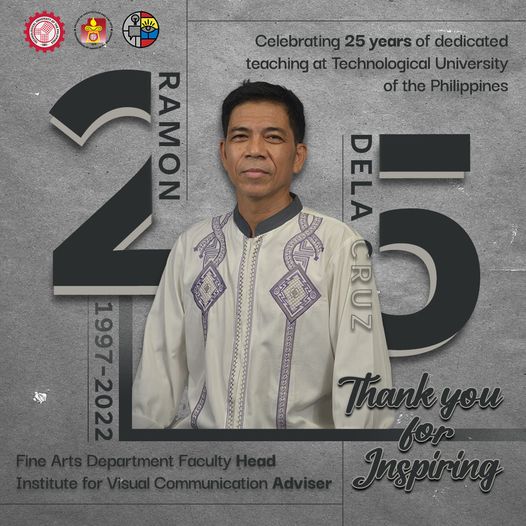 Celebrating 25 years of dedicated
teaching at Technological University
of the Philippines
25
RAMON
DELA CRUZ
1997-2022
Thank you
for
Inspiring
Fine Arts Department Faculty Head
Institute for Visual Communication Adviser